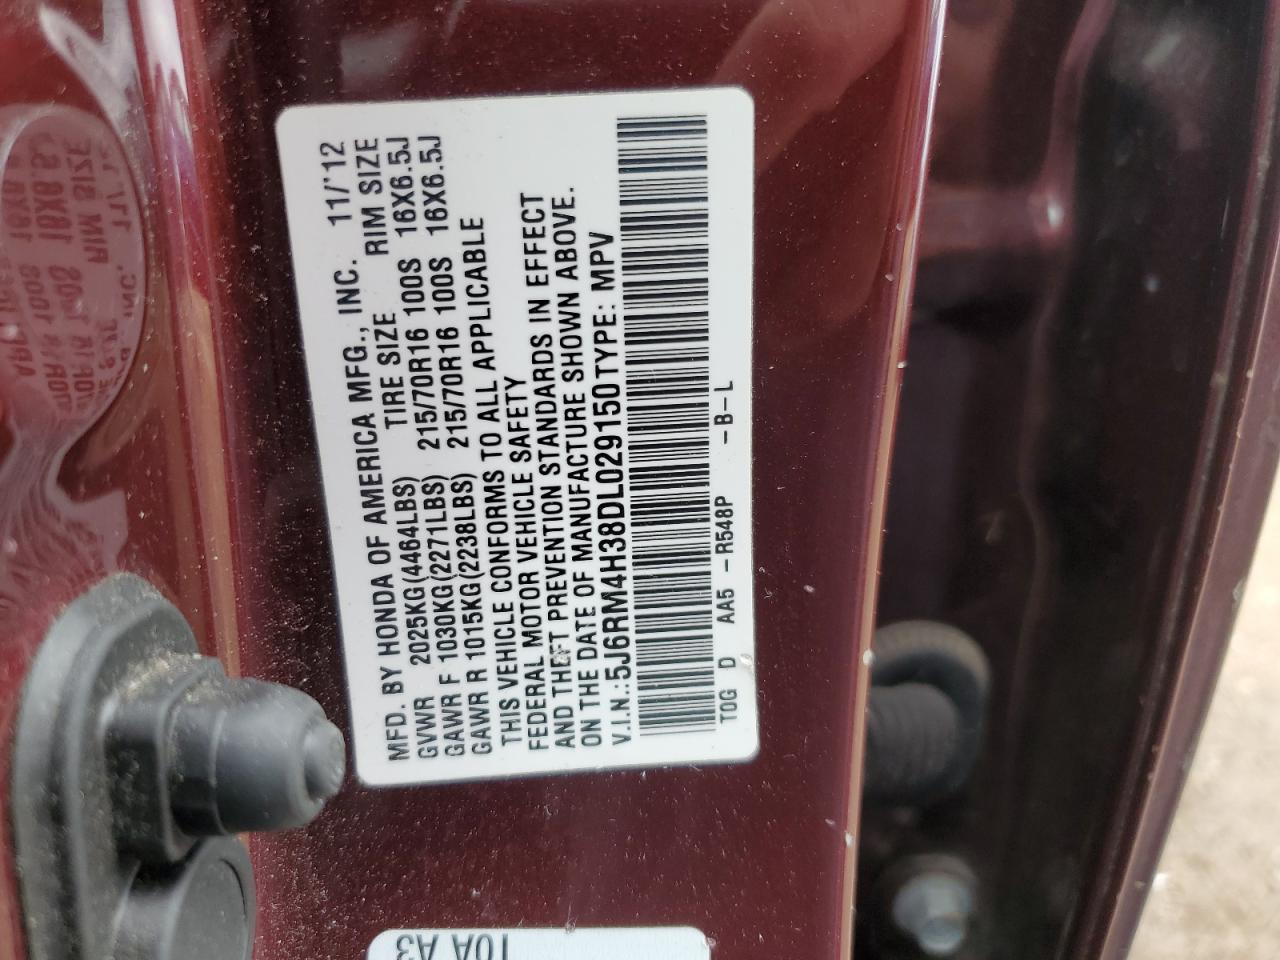 MFD. BY HONDA OF AMERICA MFG., INC. 11/'12
TIRE SIZE RIM SIZE
GVWR 2025KG(4464LBS)
GAWR F 1030KG(2271LBS) 215/70R16 100S 16X6.5J
GAWR R 1015KG(2238LBS) 215/70R16 100S 16X6.5J
THIS VEHICLE CONFORMS TO ALL APPLICABLE
FEDERAL MOTOR VEHICLE SAFETY
AND THEFT PREVENTION STANDARDS IN EFFECT
ON THE DATE OF MANUFACTURE SHOWN ABOVE.
V.I.N.:5J6RM4H38DL029150 TYPE: MPV
TOG D AA5 -R548P -B-L